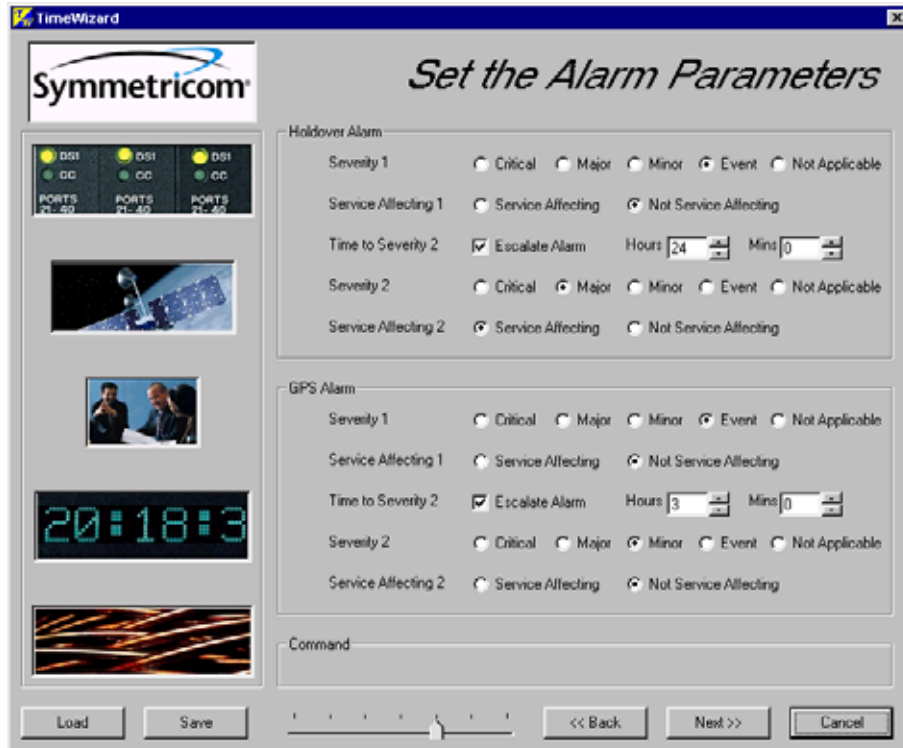 TimeWizard
Symmetricom
Set the Alarm Parameters
DS1 DS1 DS1
CC CC CC
PORTS PORTS PORTS
21-40 21-40 21-40
20:18:3
Holdover Alarm
Severity 1 Critical Major Minor Event Not Applicable
Service Affecting 1 Service Affecting Not Service Affecting
Time to Severity 2 Escalate Alarm Hours 24 Mins 0
Severity 2 Critical Major Minor Event Not Applicable
Service Affecting 2 Service Affecting Not Service Affecting
GPS Alarm
Severity 1 Critical Major Minor Event Not Applicable
Service Affecting 1 Service Affecting Not Service Affecting
Time to Severity 2 Escalate Alarm Hours 3 Mins 0
Severity 2 Critical Major Minor Event Not Applicable
Service Affecting 2 Service Affecting Not Service Affecting
Command
Load Save << Back Next >> Cancel